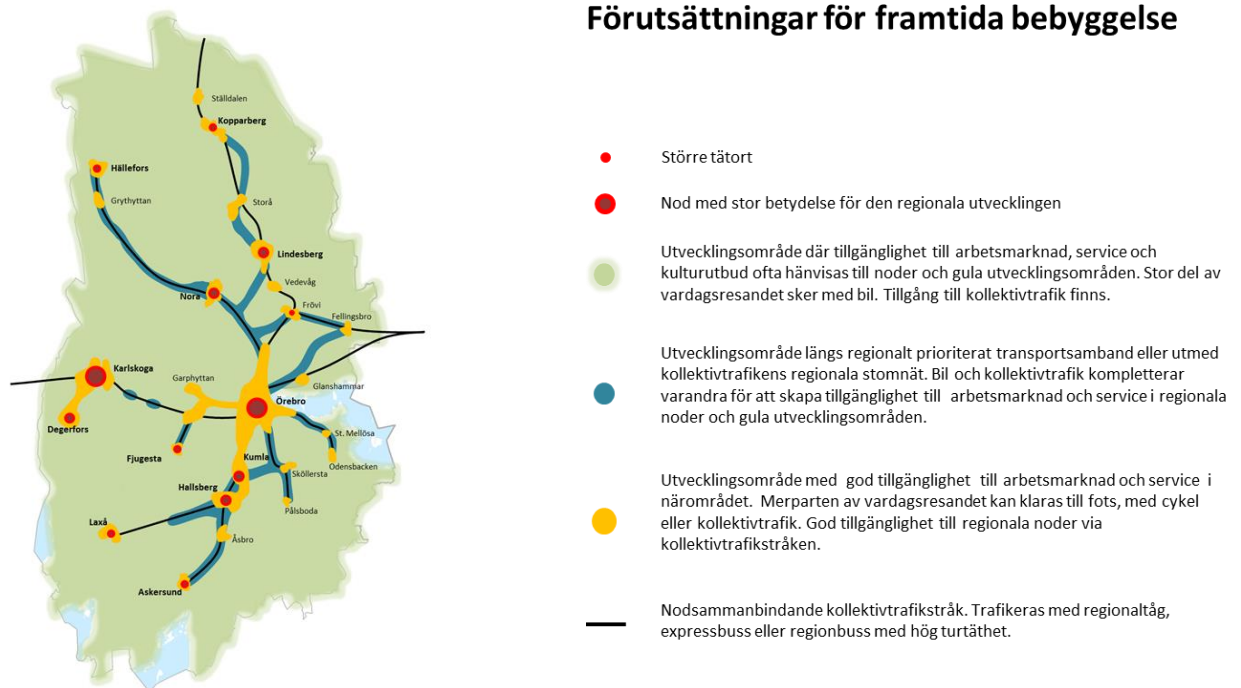 Förutsättningar för framtida bebyggelse
Ställdalen
Kopparberg
Hällefors
Grythyttan
Storå
Lindesberg
Vedevåg
Nora
Frövi
Fellingsbro
Karlskoga
Garphyttan
Glanshammar
Örebro
Degerfors
St. Mellösa
Fjugesta
Kumla
Odensbacken
Sköllersta
Hallsberg
Pålsboda
Laxå
Åsbro
Askersund
Större tätort
Nod med stor betydelse för den regionala utvecklingen
Utvecklingsområde där tillgänglighet till arbetsmarknad, service och
kulturutbud ofta hänvisas till noder och gula utvecklingsområden. Stor del av
vardagsresandet sker med bil. Tillgång till kollektivtrafik finns.
Utvecklingsområde längs regionalt prioriterat transportsamband eller utmed
kollektivtrafikens regionala stomnät. Bil och kollektivtrafik kompletterar
varandra för att skapa tillgänglighet till arbetsmarknad och service i regionala
noder och gula utvecklingsområden.
Utvecklingsområde med god tillgänglighet till arbetsmarknad och service i
närområdet. Merparten av vardagsresandet kan klaras till fots, med cykel
eller kollektivtrafik. God tillgänglighet till regionala noder via
kollektivtrafikstråken.
Nodsammanbindande kollektivtrafikstråk. Trafikeras med regionaltåg,
expressbuss eller regionbuss med hög turtäthet.